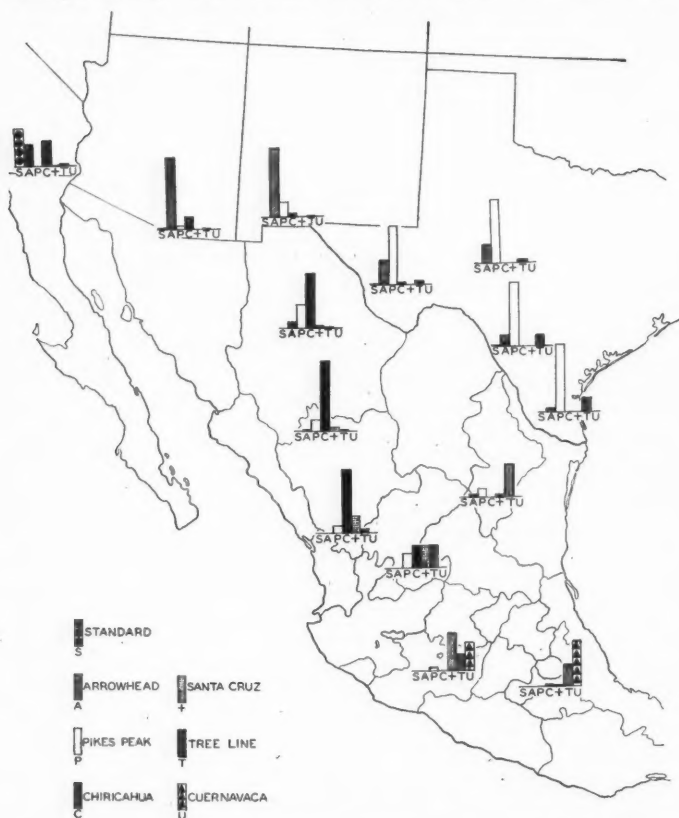 SAPC+TU
SAPC+TU
SAPC+TU
SAPC+TU
SAPC+TU
SAPC+TU
SAPC+TU
SAPC+TU
SAPC+TU
SAPC+TU
SAPC+TU
SAPC+TU
SAPC+TU
SAPC+TU
STANDARD
S
ARROWHEAD
A
SANTA CRUZ
+
PIKES PEAK
P
TREE LINE
T
CHIRICAHUA
C
CUERNAVACA
U